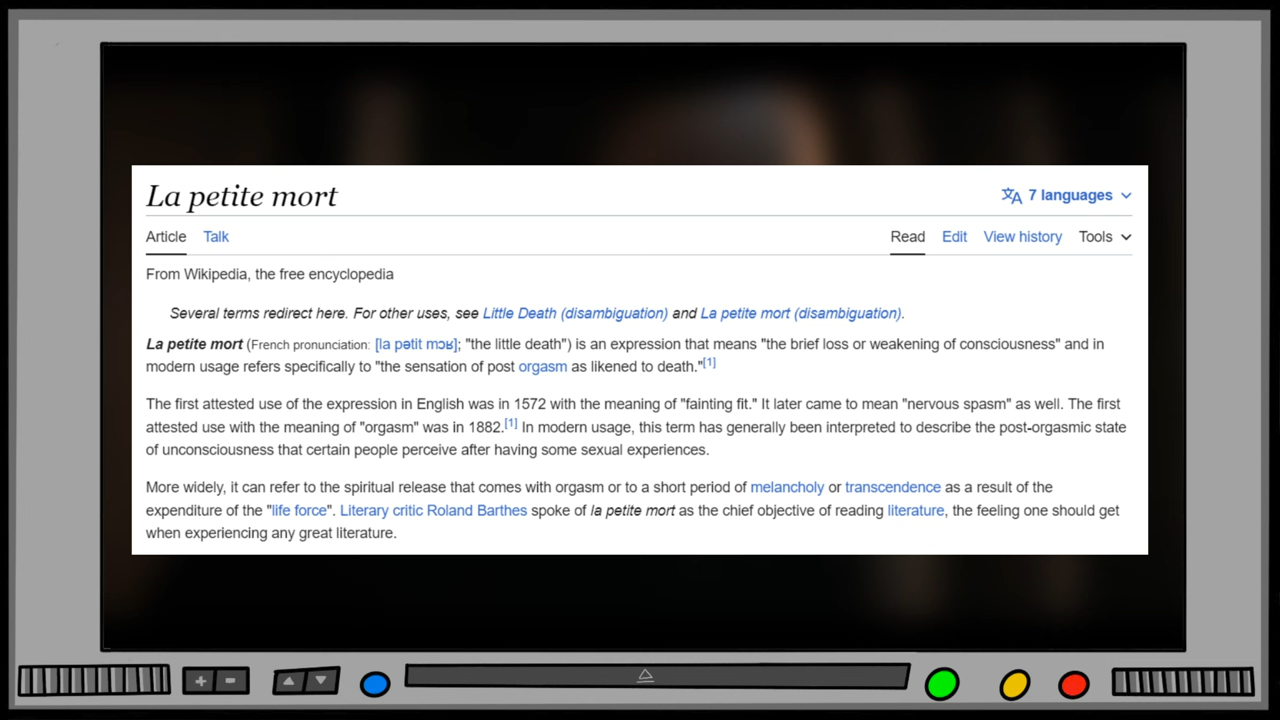 La petite mort
7 languages
Article Talk Read Edit View history Tools
From Wikipedia, the free encyclopedia
Several terms redirect here. For other uses, see Little Death (disambiguation) and La petite mort (disambiguation).
La petite mort (French pronunciation: [la pətit mɔʁ]; "the little death") is an expression that means "the brief loss or weakening of consciousness" and in
modern usage refers specifically to "the sensation of post orgasm as likened to death."[1]
The first attested use of the expression in English was in 1572 with the meaning of "fainting fit." It later came to mean "nervous spasm" as well. The first
attested use with the meaning of "orgasm" was in 1882.[1] In modern usage, this term has generally been interpreted to describe the post-orgasmic state
of unconsciousness that certain people perceive after having some sexual experiences.
More widely, it can refer to the spiritual release that comes with orgasm or to a short period of melancholy or transcendence as a result of the
expenditure of the "life force". Literary critic Roland Barthes spoke of la petite mort as the chief objective of reading literature, the feeling one should get
when experiencing any great literature.